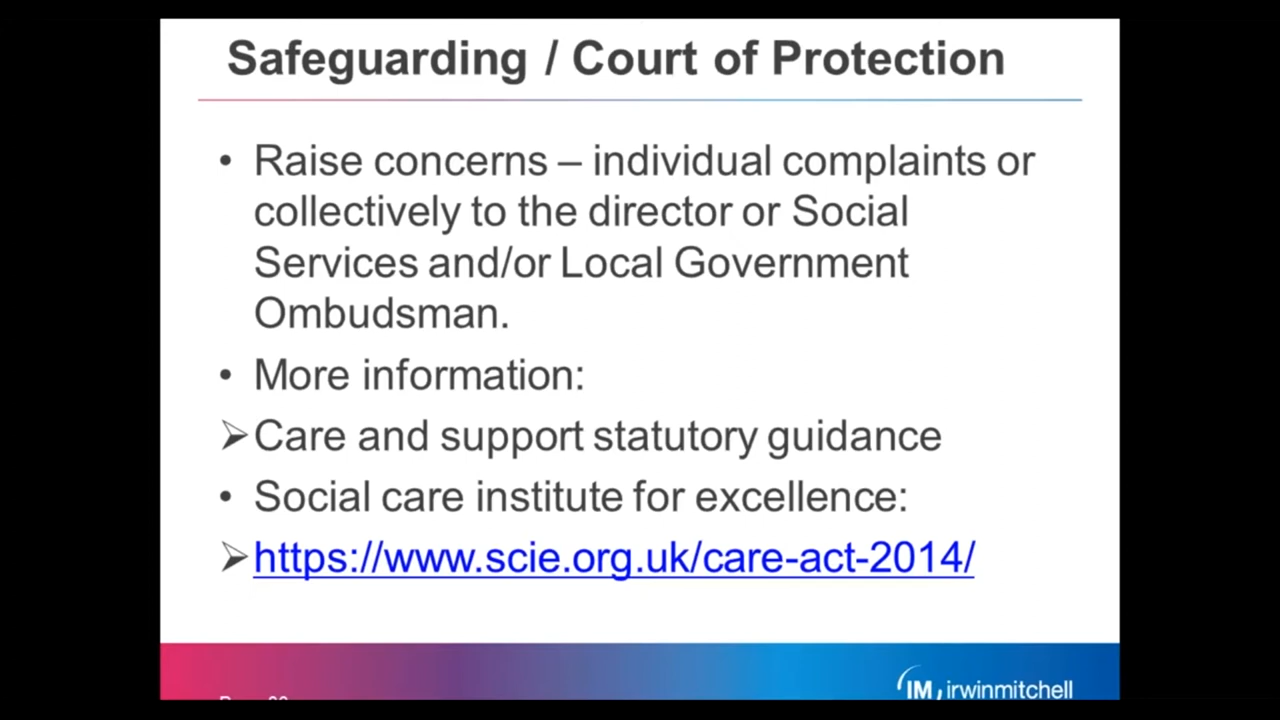 Safeguarding / Court of Protection
• Raise concerns – individual complaints or
collectively to the director or Social
Services and/or Local Government
Ombudsman.
• More information:
➢ Care and support statutory guidance
• Social care institute for excellence:
➢ https://www.scie.org.uk/care-act-2014/
IM irwinmitchell